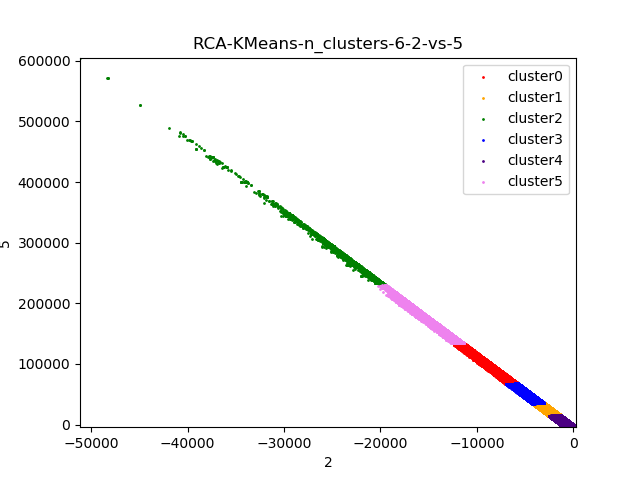 RCA-KMeans-n_clusters-6-2-vs-5
600000
500000
400000
300000
200000
100000
0
5
cluster0
cluster1
cluster2
cluster3
cluster4
cluster5
−50000 −40000 −30000 −20000 −10000 0
2